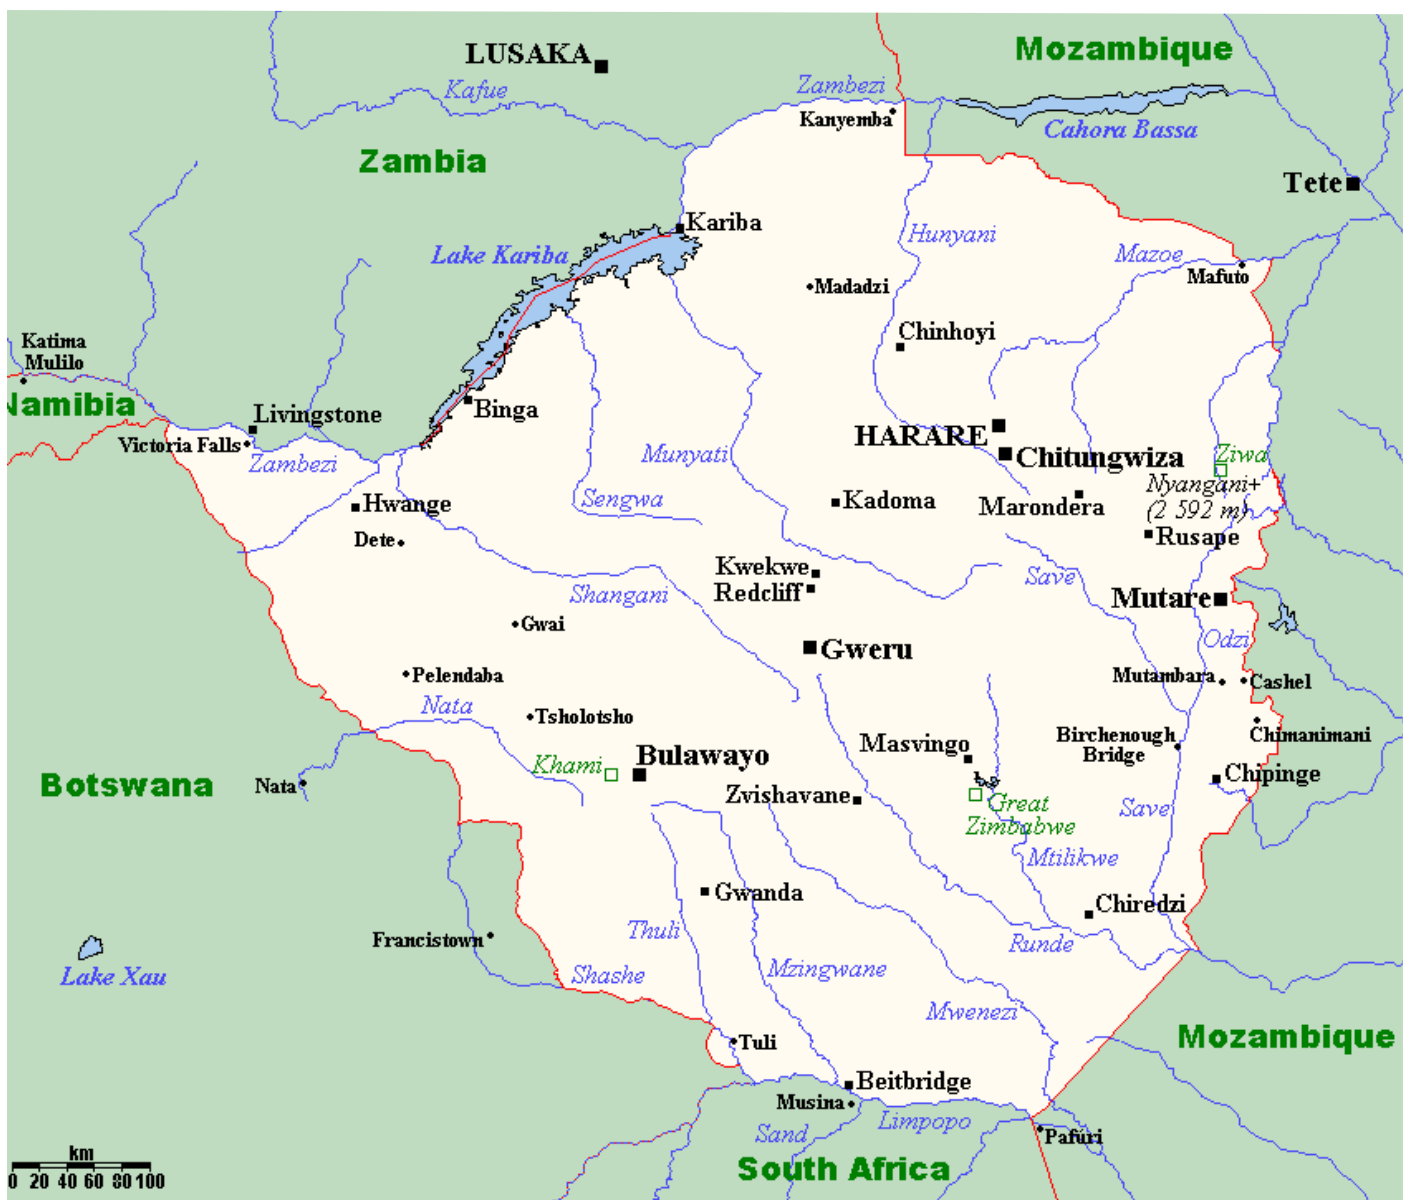 LUSAKA
Mozambique
Kafue
Zambezi
Kanyemba
Cahora Bassa
Zambia
Tete
Kariba
Hunyani
Lake Kariba
Mazoe
Mafuto
Madadzi
Chinhoyi
Katima
Mulilo
Namibia
Binga
Livingstone
Victoria Falls
Zambezi
HARARE
Chitungwiza
Munyati
Ziwa
Nyangani+
(2 592 m)
Sengwa
Hwange
Kadoma
Marondera
Rusape
Dete
Kwekwe
Redcliff
Save
Shangani
Mutare
Gwai
Gweru
Odzi
Pelendaba
Mutambara
Cashel
Nata
Tsholotsho
Birchenough
Bridge
Chimanimani
Masvingo
Bulawayo
Khami
Botswana
Nata
Chipinge
Zvishavane
Great
Zimbabwe
Save
Mtilikwe
Gwanda
Chiredzi
Thuli
Francistown
Runde
Lake Xau
Shashe
Mzingwane
Mwenezi
Mozambique
Tuli
Beitbridge
Musina
Limpopo
Sand
Pafúri
South Africa
km
0 20 40 60 80 100